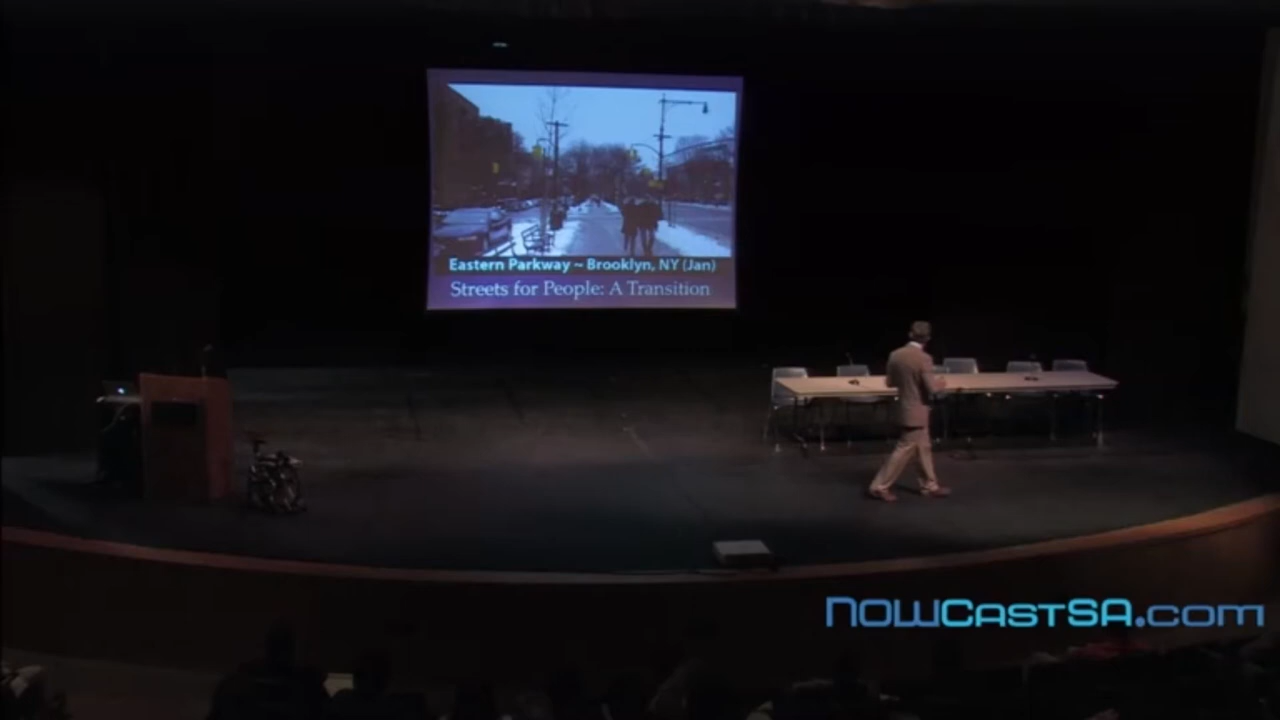 Eastern Parkway ~ Brooklyn, NY (Jan)
Streets for People: A Transition
NOWCastSA.com